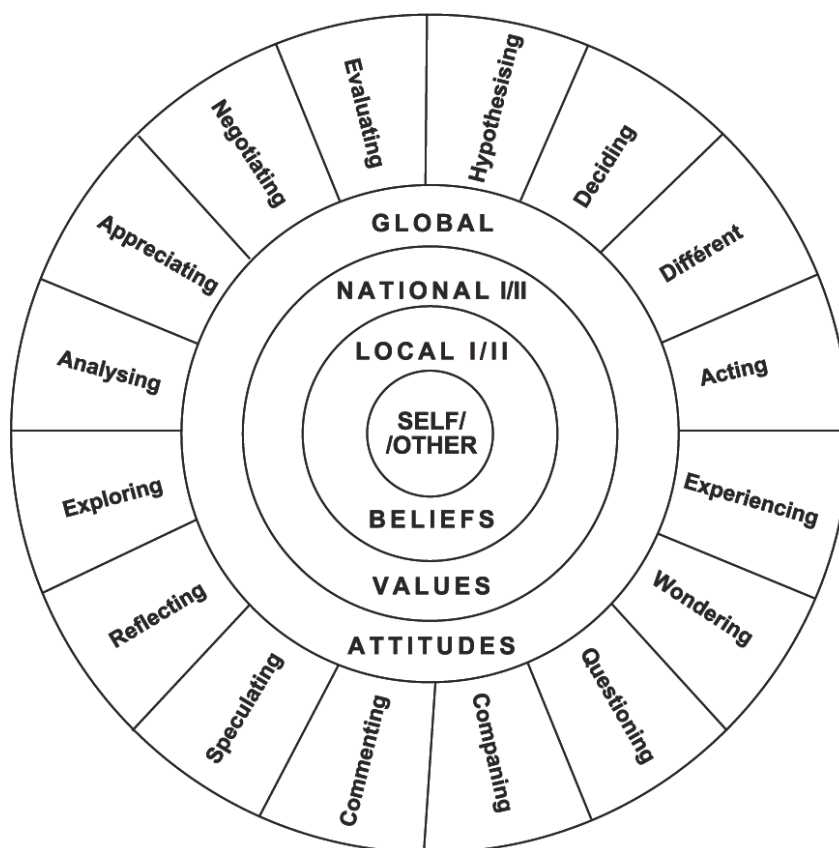 Evaluating
Hypothesising
Deciding
Différent
Acting
Experiencing
Wondering
Questioning
Companing
Commenting
Speculating
Reflecting
Exploring
Analysing
Appreciating
Negotiating
GLOBAL
NATIONAL I/II
LOCAL I/II
SELF/
/OTHER
BELIEFS
VALUES
ATTITUDES